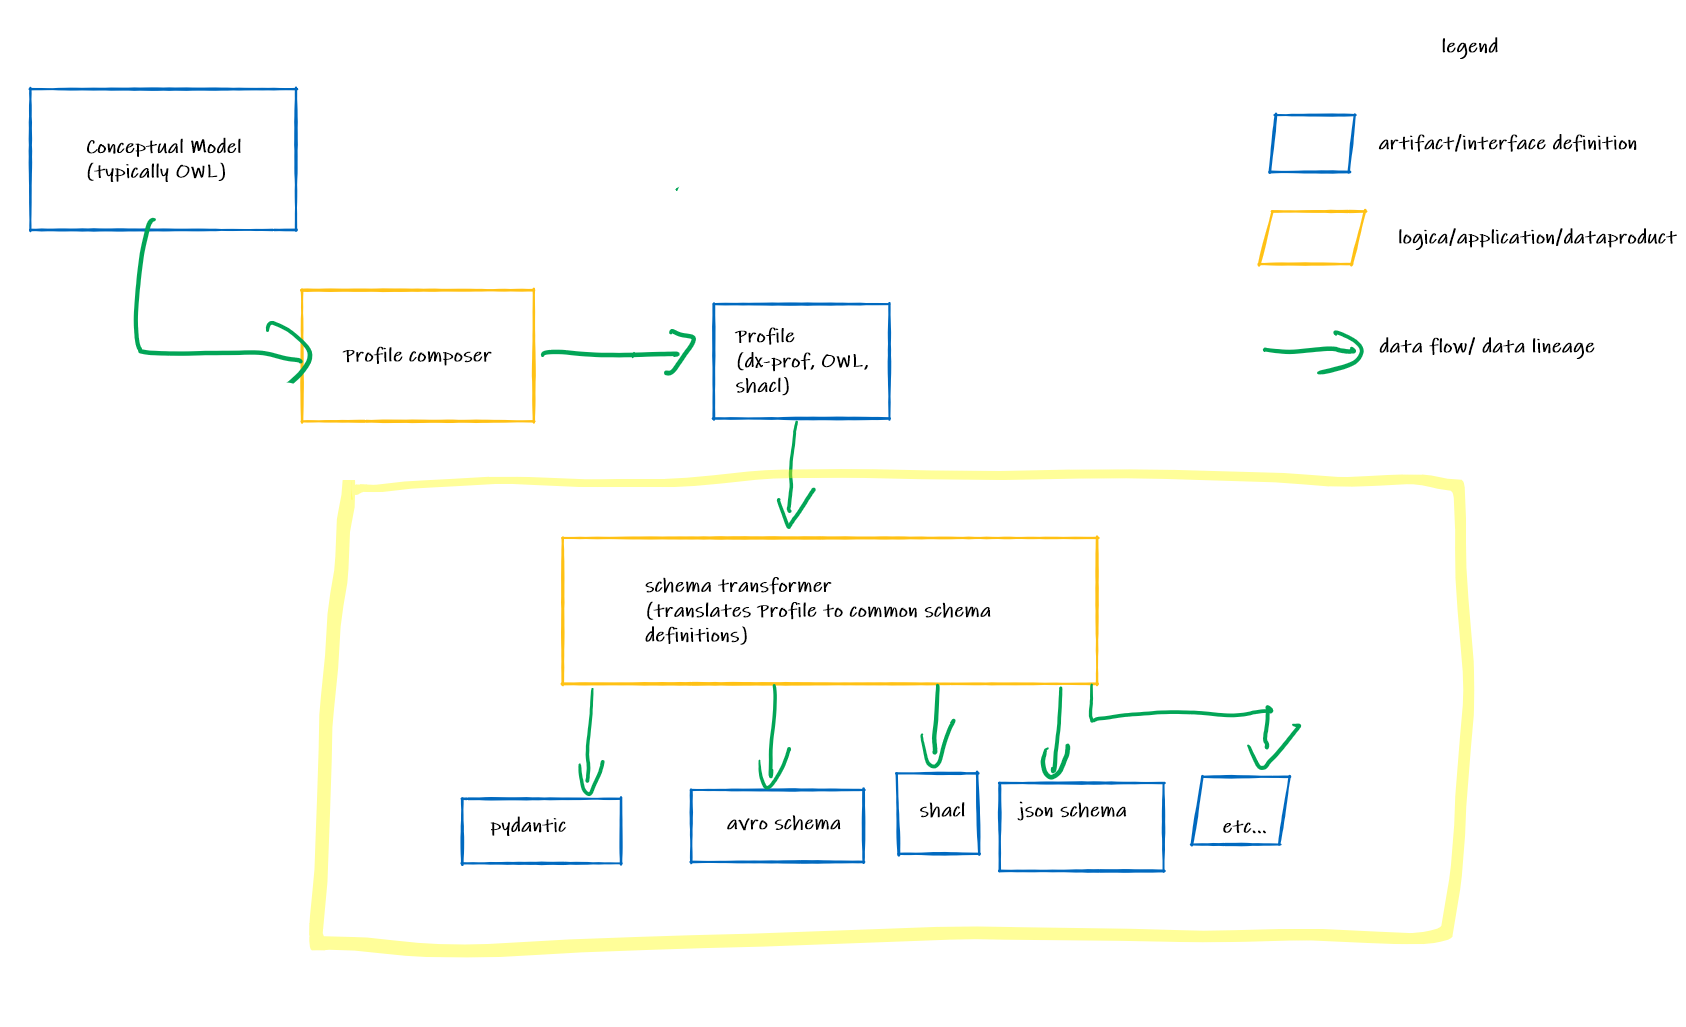 legend
Conceptual Model
(typically OWL)
artifact/interface definition
logica/application/dataproduct
Profile composer
Profile
(dx-prof, OWL,
shacl)
data flow/ data lineage
schema transformer
(translates Profile to common schema
definitions)
pydantic
avro schema
shacl
json schema
etc...